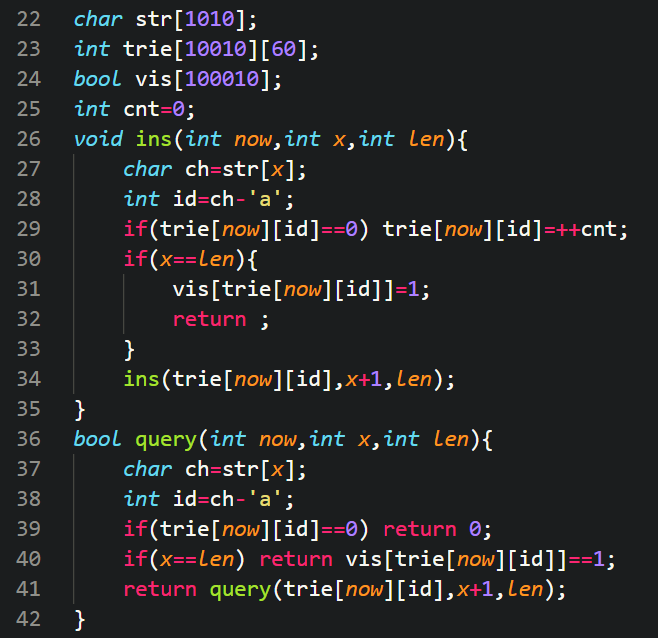 22 char str[1010];
23 int trie[10010][60];
24 bool vis[100010];
25 int cnt=0;
26 void ins(int now,int x,int len){
27     char ch=str[x];
28     int id=ch-'a';
29     if(trie[now][id]==0) trie[now][id]=++cnt;
30     if(x==len){
31         vis[trie[now][id]]=1;
32         return ;
33     }
34     ins(trie[now][id],x+1,len);
35 }
36 bool query(int now,int x,int len){
37     char ch=str[x];
38     int id=ch-'a';
39     if(trie[now][id]==0) return 0;
40     if(x==len) return vis[trie[now][id]]==1;
41     return query(trie[now][id],x+1,len);
42 }